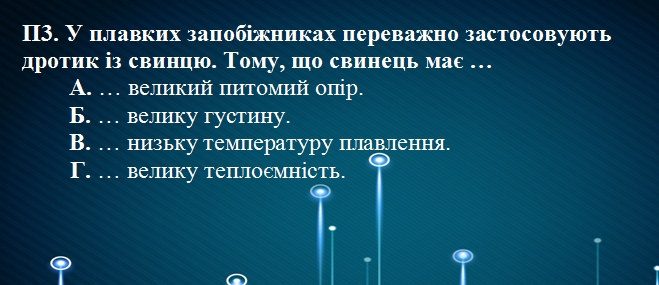 П3. У плавких запобіжниках переважно застосовують
дротик із свинцю. Тому, що свинець має …
А. … великий питомий опір.
Б. … велику густину.
В. … низьку температуру плавлення.
Г. … велику теплоємність.